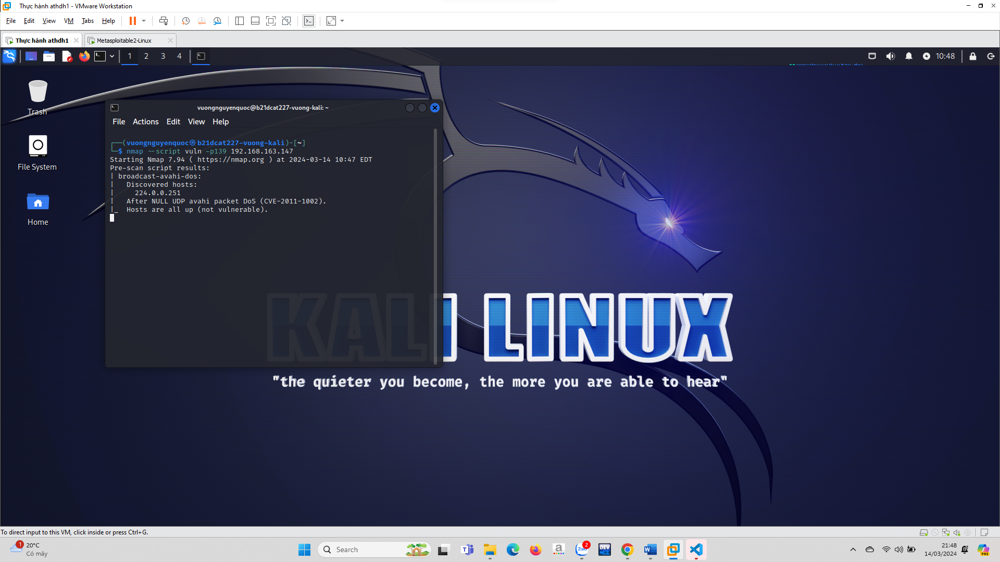 Thực hành athdh1 - VMware Workstation
File Edit View VM Tabs Help
Thực hành athdh1
Metasploitable2-Linux
1 2 3 4
10:48
Trash
File System
Home
vuongnguyenquoc@b21dcat227-vuong-kali: ~
File Actions Edit View Help
┌──(vuongnguyenquoc㉿b21dcat227-vuong-kali)-[~]
└─$ nmap --script vuln -p139 192.168.163.147
Starting Nmap 7.94 ( https://nmap.org ) at 2024-03-14 10:47 EDT
Pre-scan script results:
| broadcast-avahi-dos:
|   Discovered hosts:
|     224.0.0.251
|   After NULL UDP avahi packet DoS (CVE-2011-1002).
|_  Hosts are all up (not vulnerable).
KALI LINUX
"the quieter you become, the more you are able to hear"
To direct input to this VM, click inside or press Ctrl+G.
1
20°C
Có mây
Search
a
Zalo
2
DEV
W
PRE
21:48
14/03/2024